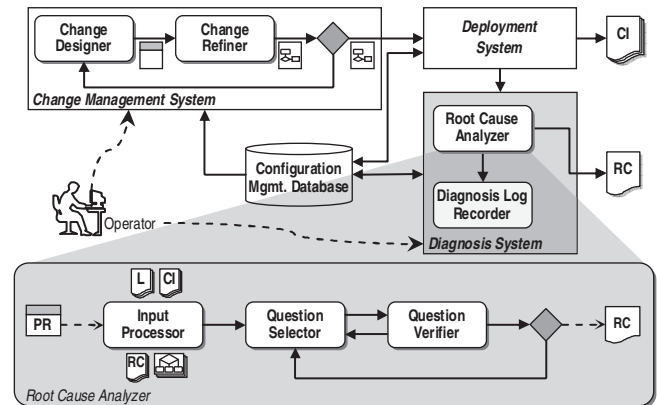 Change
Designer
Change
Refiner
Deployment
System
CI
Change Management System
Root Cause
Analyzer
Configuration
Mgmt. Database
RC
Diagnosis Log
Recorder
Operator
Diagnosis System
L
CI
PR
Input
Processor
Question
Selector
Question
Verifier
RC
RC
Root Cause Analyzer